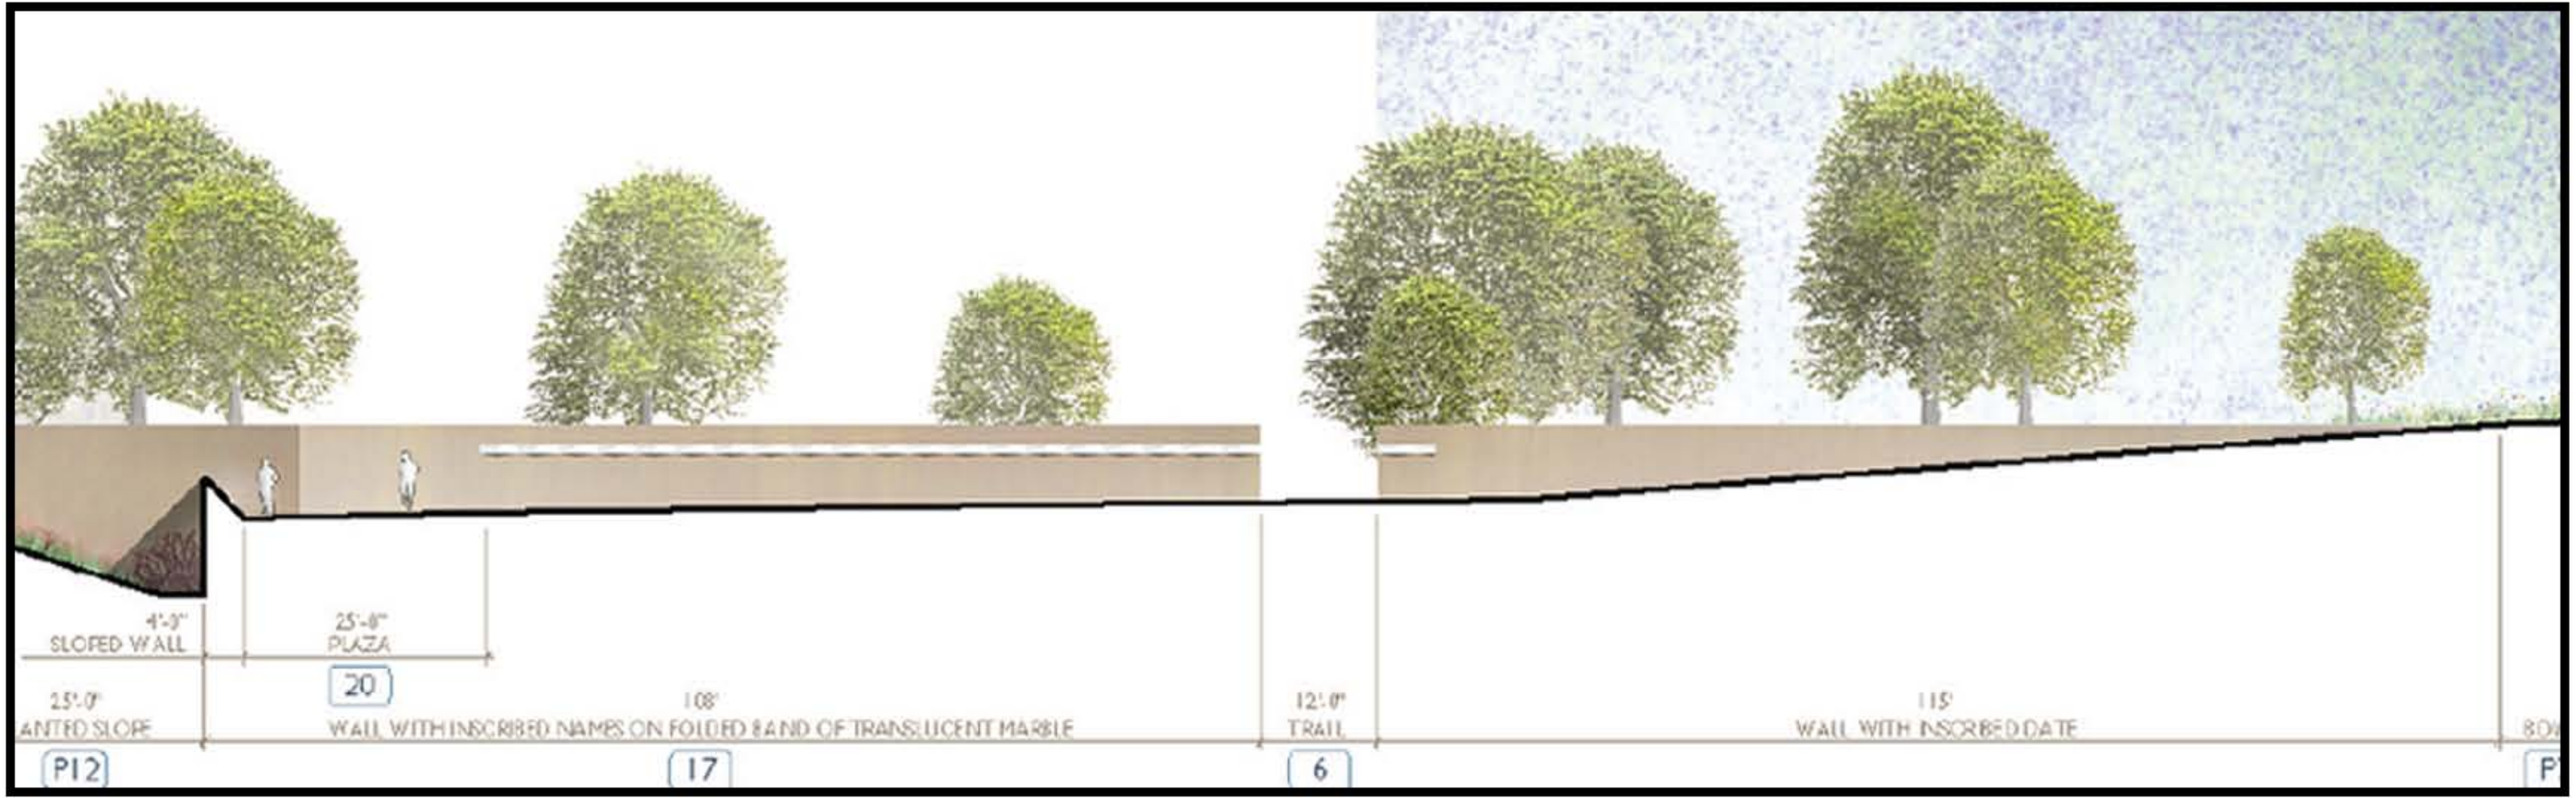 4'-0"
SLOPED WALL
25'-0"
PLAZA
20
25'-0"
ANTED SLOPE
P12
108'
WALL WITH INSCRIBED NAMES ON FOLDED BAND OF TRANSLUCENT MARBLE
17
12'-0"
TRAIL
6
115'
WALL WITH INSCRIBED DATE